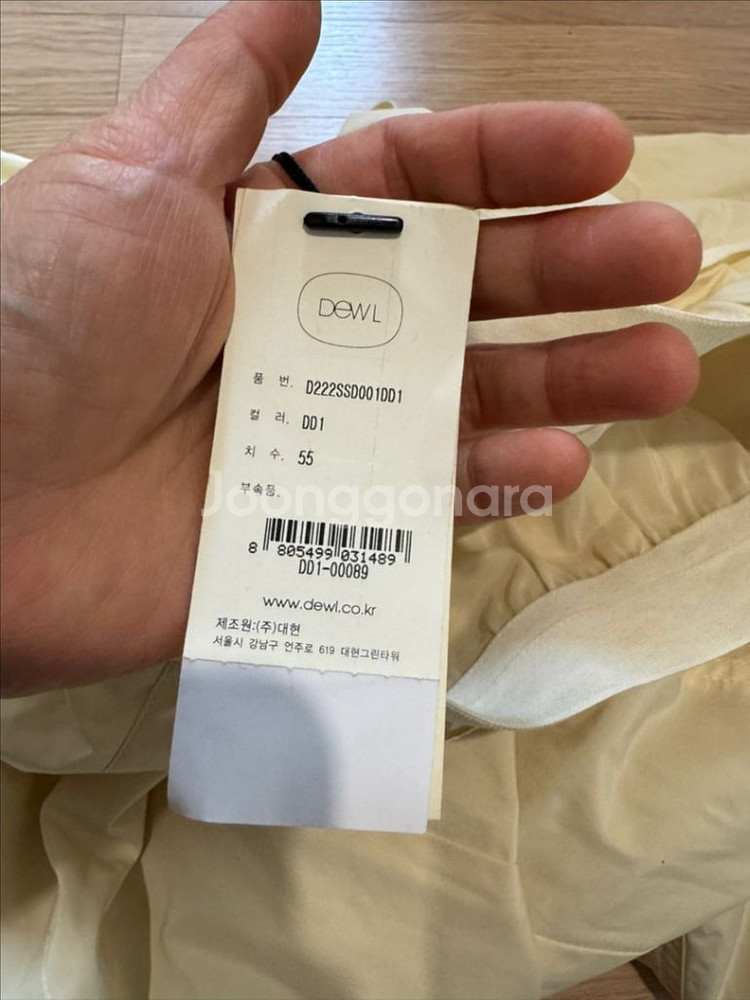 DEWL
품 번. D222SSD001DD1
컬 러. DD1
치 수. 55
부속품.
Joonggonara
8 805499 031489
DD1-00089
www.dewl.co.kr
제조원:(주)대현
서울시 강남구 언주로 619 대현그린타워